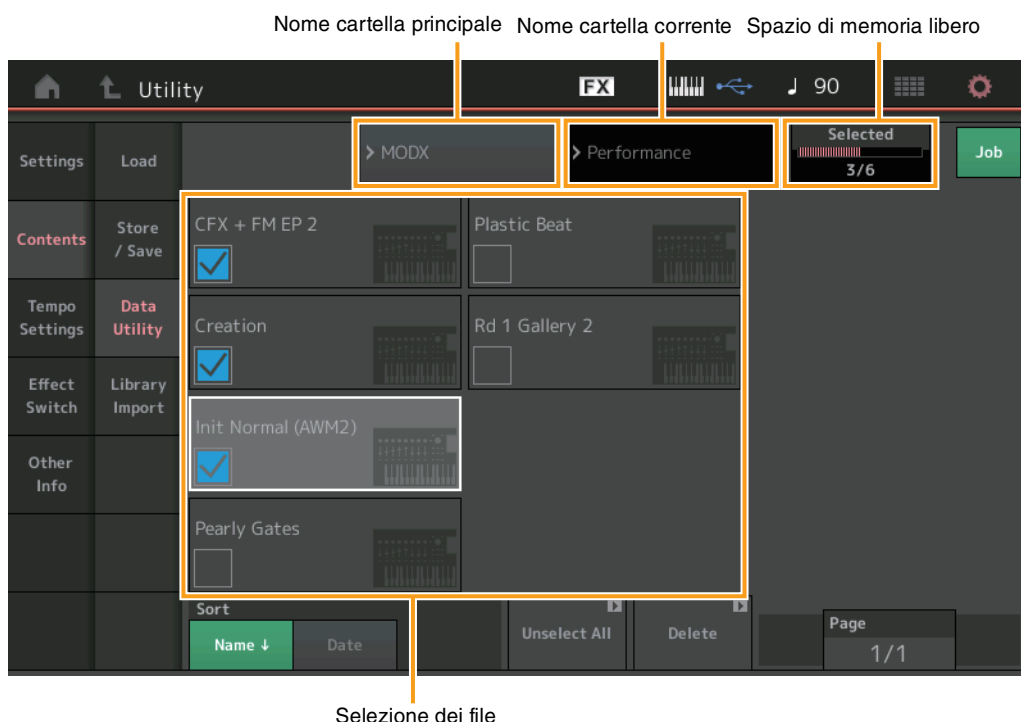 Nome cartella principale Nome cartella corrente Spazio di memoria libero
Utility FX 90
Settings
Load
> MODX
> Performance
Selected
3/6
Job
Contents
Store
/ Save
CFX + FM EP 2
Plastic Beat
Tempo
Settings
Data
Utility
Creation
Rd 1 Gallery 2
Effect
Switch
Library
Import
Init Normal (AWM2)
Other
Info
Pearly Gates
Sort
Name ↓
Date
Unselect All
Delete
Page
1/1
Selezione dei file